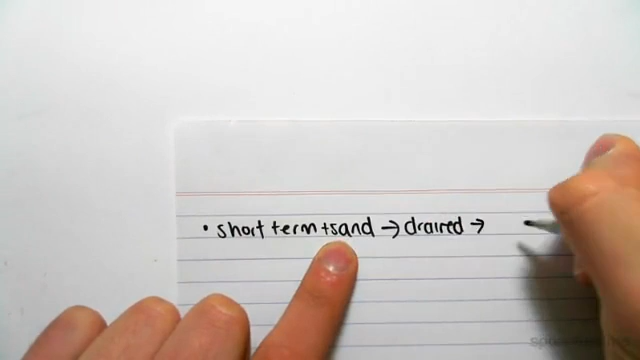 • short term + sand → drained →